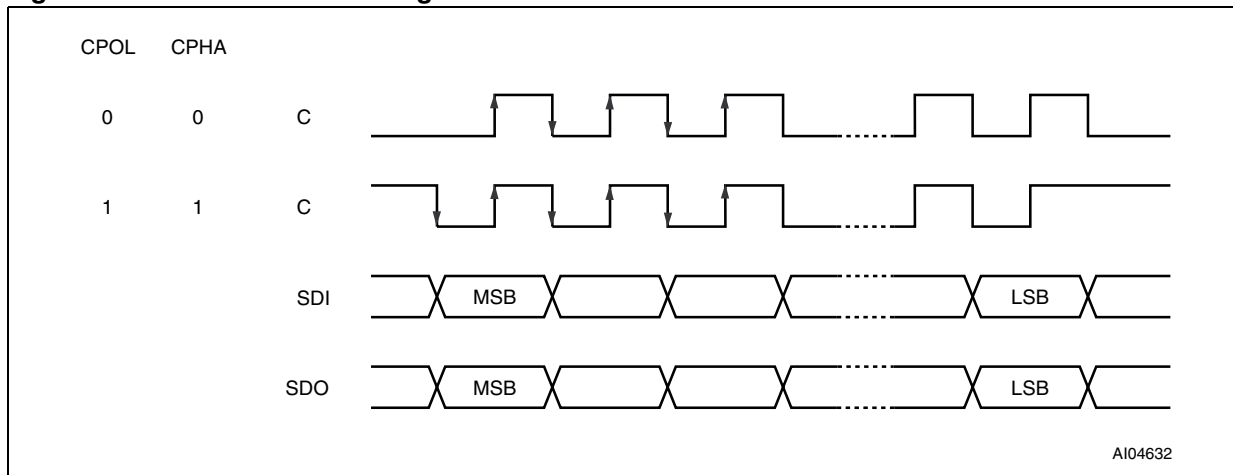 CPOL CPHA
0 0 C
1 1 C
SDI MSB LSB
SDO MSB LSB
AI04632